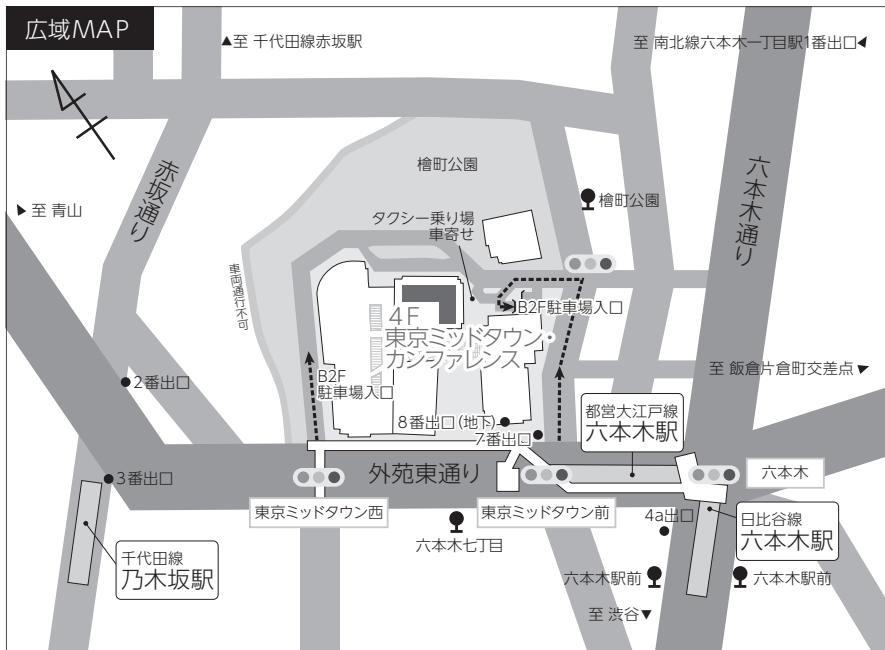 広域MAP
▲至 千代田線赤坂駅
至 南北線六本木一丁目駅1番出口▲
檜町公園
赤坂通り
六本木通り
檜町公園
▶至 青山
タクシー乗り場
車寄せ
車両通行不可
B2F駐車場入口
4F
東京ミッドタウン・
カンファレンス
至 飯倉片倉町交差点▶
B2F
駐車場入口
2番出口
8番出口(地下)
7番出口
都営大江戸線
六本木駅
3番出口
外苑東通り
六本木
東京ミッドタウン西
東京ミッドタウン前
4a出口
日比谷線
六本木駅
六本木七丁目
千代田線
乃木坂駅
六本木駅前
六本木駅前
至 渋谷▼